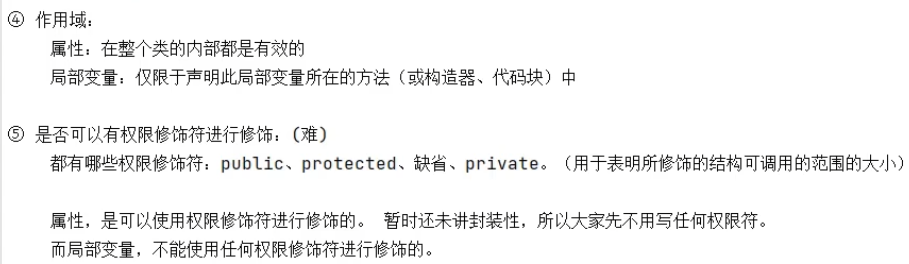 ④ 作用域：
属性：在整个类的内部都是有效的
局部变量：仅限于声明此局部变量所在的方法（或构造器、代码块）中
⑤ 是否可以有权限修饰符进行修饰：(难)
都有哪些权限修饰符：public、protected、缺省、private。（用于表明所修饰的结构可调用的范围的大小）
属性，是可以使用权限修饰符进行修饰的。 暂时还未讲封装性，所以大家先不用写任何权限符。
而局部变量，不能使用任何权限修饰符进行修饰的。